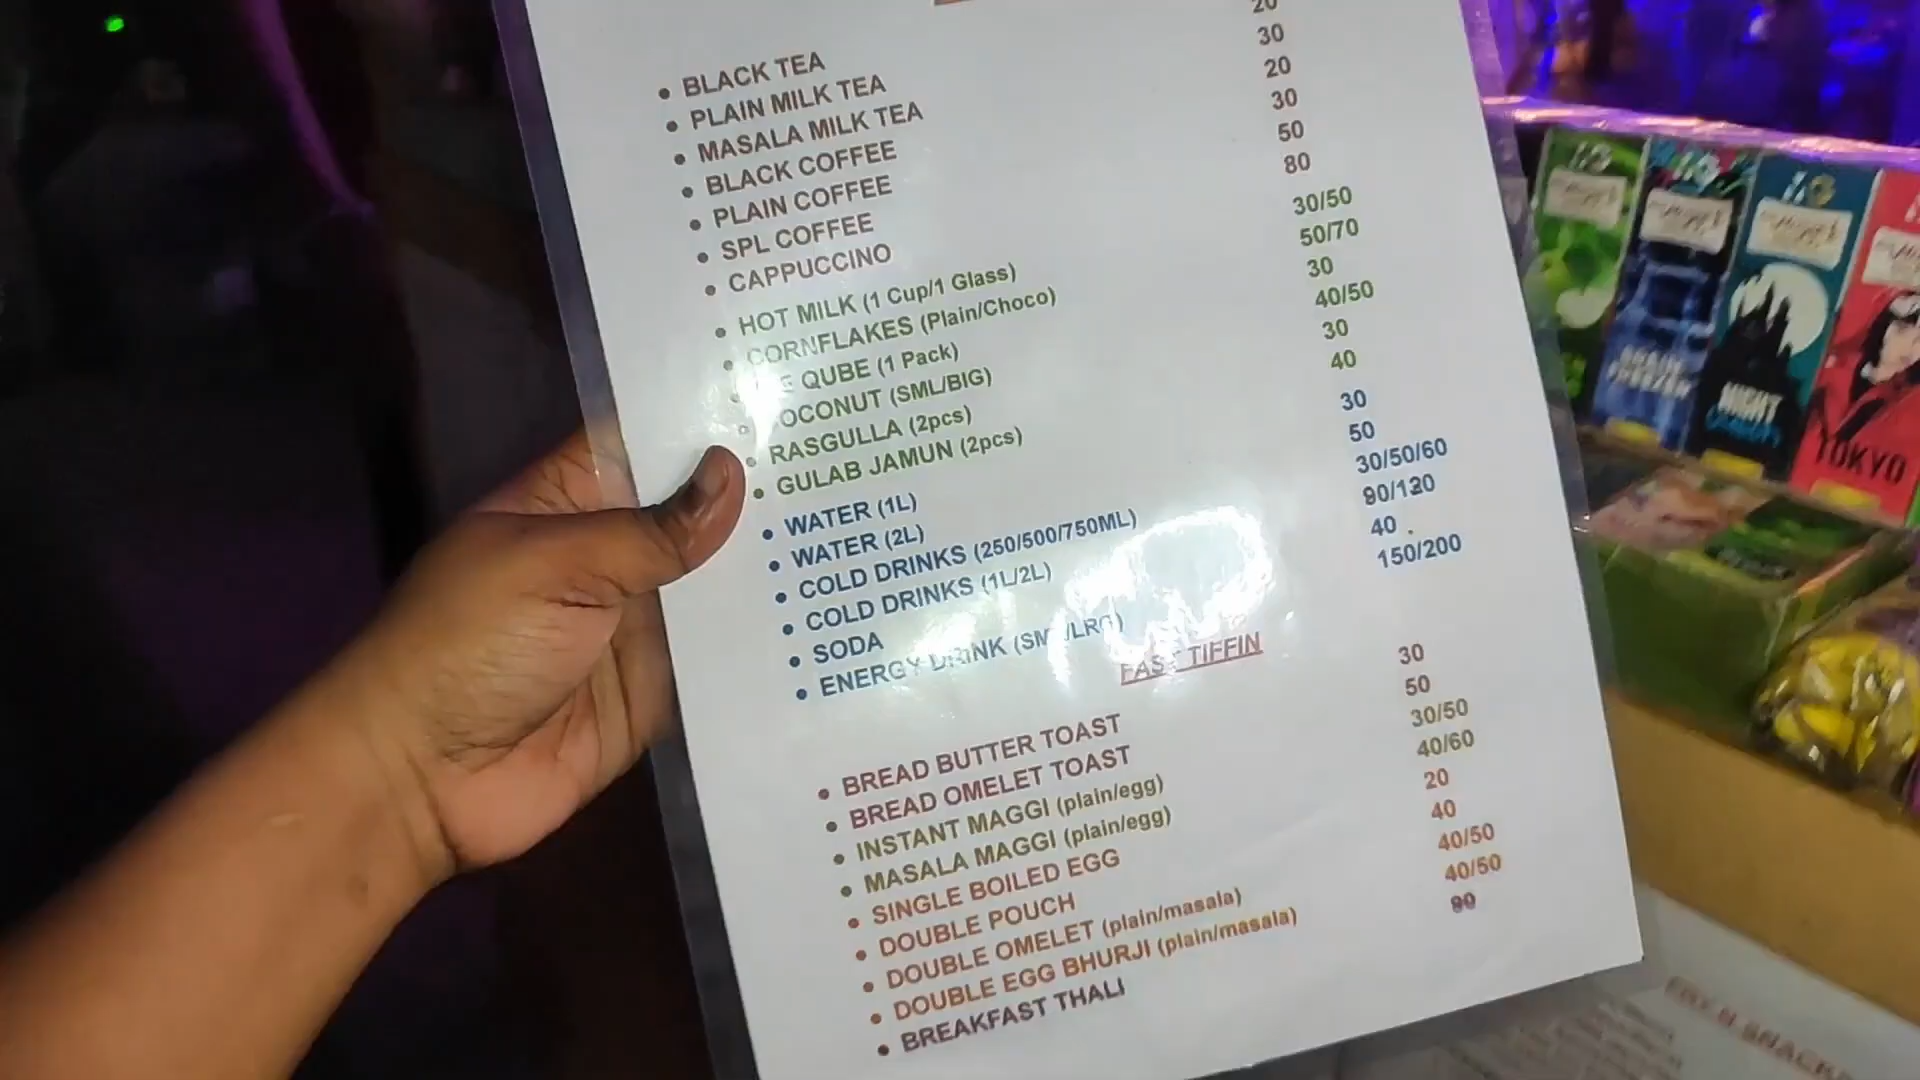 • BLACK TEA
• PLAIN MILK TEA 20
• MASALA MILK TEA 30
• BLACK COFFEE 20
• PLAIN COFFEE 30
• SPL COFFEE 50
• CAPPUCCINO 80
• HOT MILK (1 Cup/1 Glass) 30/50
• CORNFLAKES (Plain/Choco) 50/70
QUBE (1 Pack) 30
COCONUT (SML/BIG) 40/50
• RASGULLA (2pcs) 30
• GULAB JAMUN (2pcs) 40
• WATER (1L) 30
• WATER (2L) 50
• COLD DRINKS (250/500/750ML) 30/50/60
• COLD DRINKS (1L/2L) 90/120
• SODA 40
• ENERGY DRINK (SML/LRG) 150/200
FAST TIFFIN
• BREAD BUTTER TOAST 30
• BREAD OMELET TOAST 50
• INSTANT MAGGI (plain/egg) 30/50
• MASALA MAGGI (plain/egg) 40/60
• SINGLE BOILED EGG 20
• DOUBLE POUCH 40
• DOUBLE OMELET (plain/masala) 40/50
• DOUBLE EGG BHURJI (plain/masala) 40/50
• BREAKFAST THALI
NIGHT
TOKYO